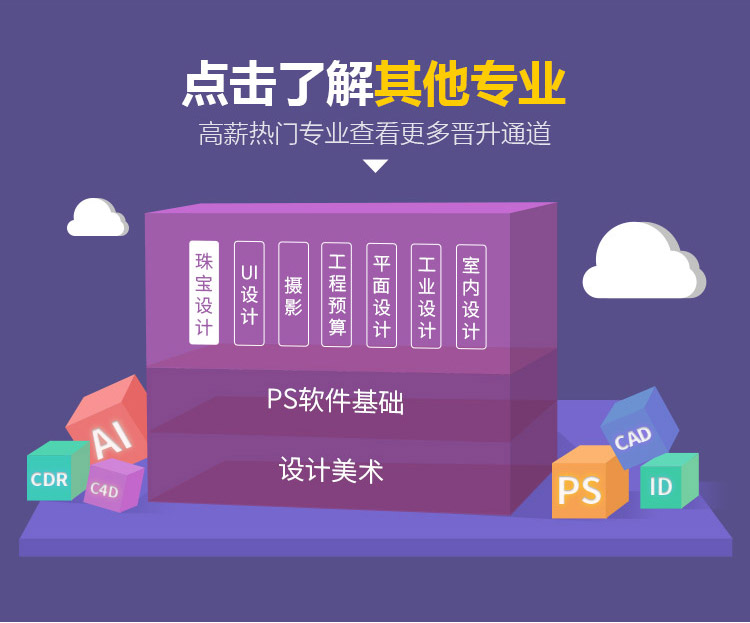 点击了解其他专业
高薪热门专业查看更多晋升通道
珠宝设计
UI设计
摄影
工程预算
平面设计
工业设计
室内设计
PS软件基础
设计美术
AI
CDR
C4D
CAD
PS
ID